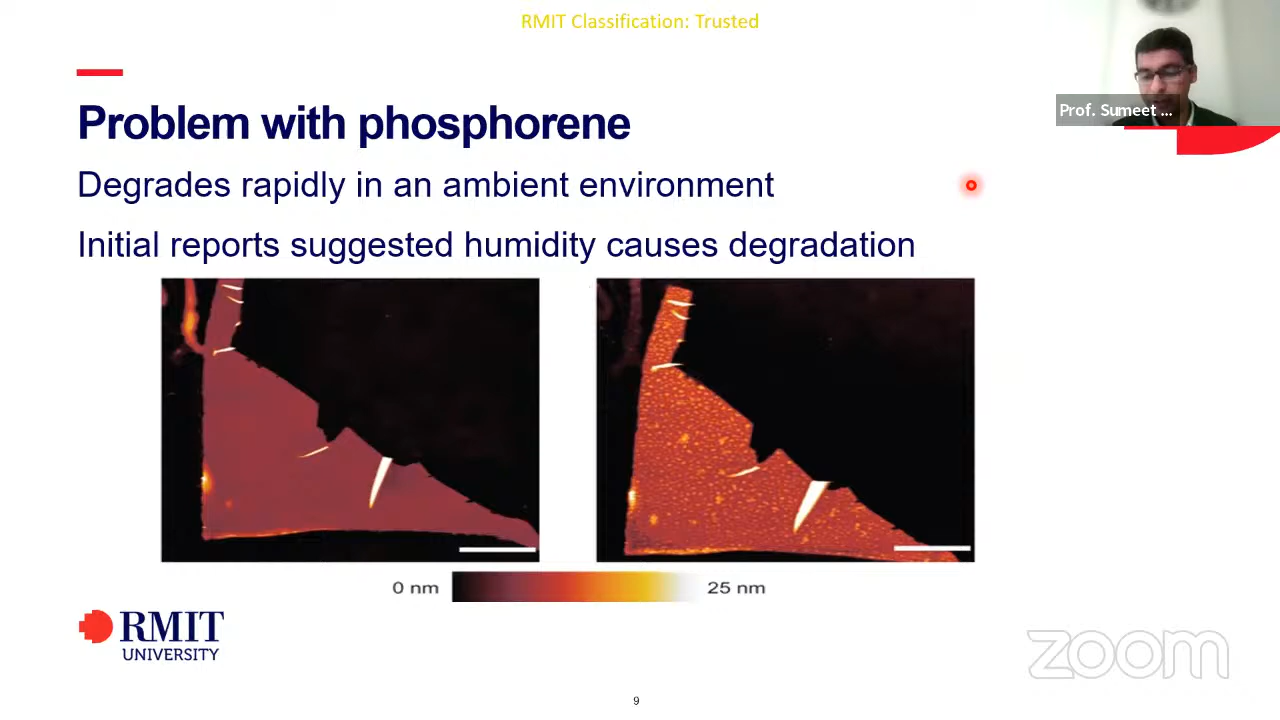 RMIT Classification: Trusted
Prof. Sumeet ...
Problem with phosphorene
Degrades rapidly in an ambient environment
Initial reports suggested humidity causes degradation
0 nm
25 nm
RMIT
UNIVERSITY
zoom
9